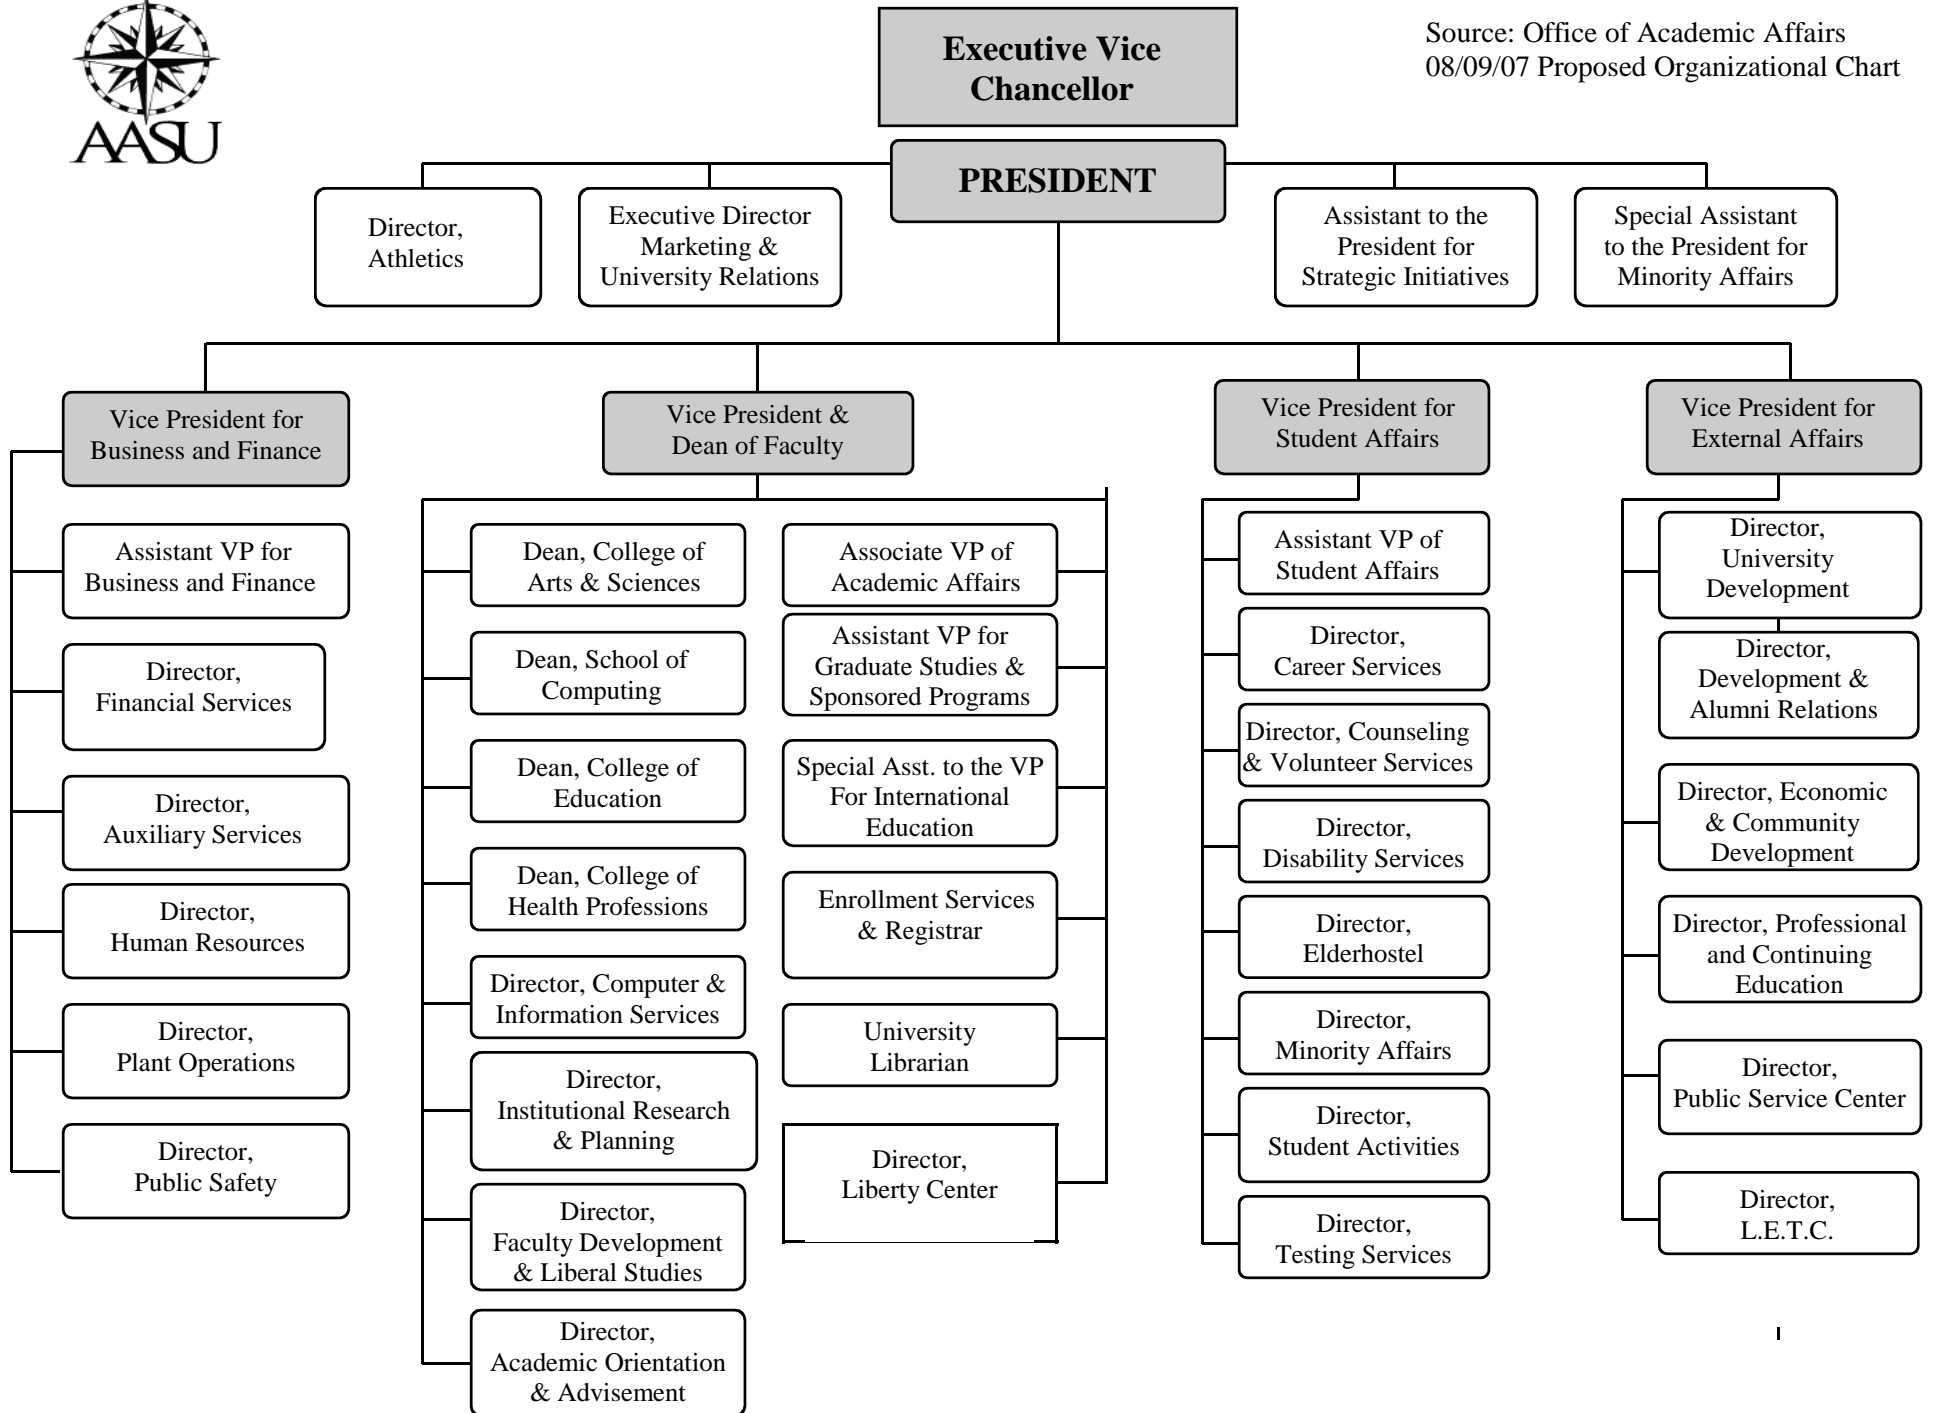 AASU
Executive Vice
Chancellor
Source: Office of Academic Affairs
08/09/07 Proposed Organizational Chart
PRESIDENT
Director,
Athletics
Executive Director
Marketing &
University Relations
Assistant to the
President for
Strategic Initiatives
Special Assistant
to the President for
Minority Affairs
Vice President for
Business and Finance
Vice President &
Dean of Faculty
Vice President for
Student Affairs
Vice President for
External Affairs
Assistant VP for
Business and Finance
Director,
Financial Services
Director,
Auxiliary Services
Director,
Human Resources
Director,
Plant Operations
Director,
Public Safety
Dean, College of
Arts & Sciences
Dean, School of
Computing
Dean, College of
Education
Dean, College of
Health Professions
Director, Computer &
Information Services
Director,
Institutional Research
& Planning
Director,
Faculty Development
& Liberal Studies
Director,
Academic Orientation
& Advisement
Associate VP of
Academic Affairs
Assistant VP for
Graduate Studies &
Sponsored Programs
Special Asst. to the VP
For International
Education
Enrollment Services
& Registrar
University
Librarian
Director,
Liberty Center
Assistant VP of
Student Affairs
Director,
Career Services
Director, Counseling
& Volunteer Services
Director,
Disability Services
Director,
Elderhostel
Director,
Minority Affairs
Director,
Student Activities
Director,
Testing Services
Director,
University
Development
Director,
Development &
Alumni Relations
Director, Economic
& Community
Development
Director, Professional
and Continuing
Education
Director,
Public Service Center
Director,
L.E.T.C.